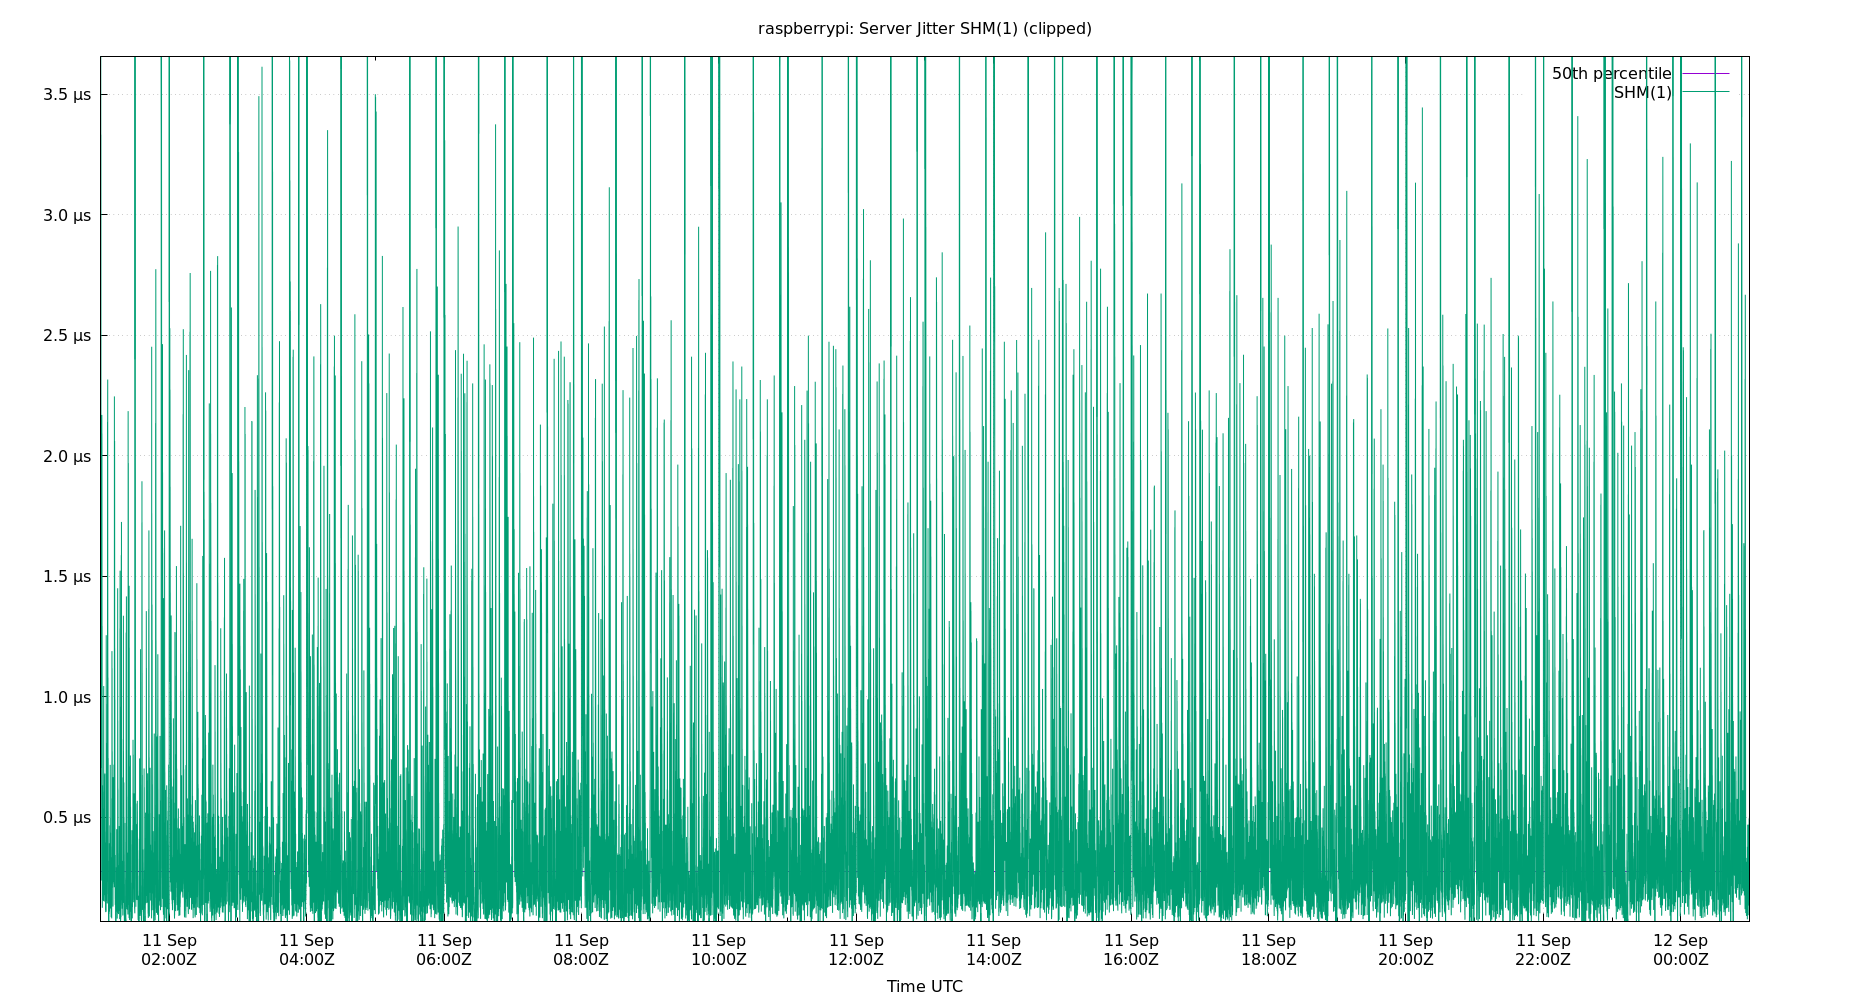 raspberrypi: Server Jitter SHM(1) (clipped)
50th percentile
SHM(1)
3.5 µs
3.0 µs
2.5 µs
2.0 µs
1.5 µs
1.0 µs
0.5 µs
11 Sep 11 Sep 11 Sep 11 Sep 11 Sep 11 Sep 11 Sep 11 Sep 11 Sep 11 Sep 11 Sep 12 Sep
02:00Z 04:00Z 06:00Z 08:00Z 10:00Z 12:00Z 14:00Z 16:00Z 18:00Z 20:00Z 22:00Z 00:00Z
Time UTC